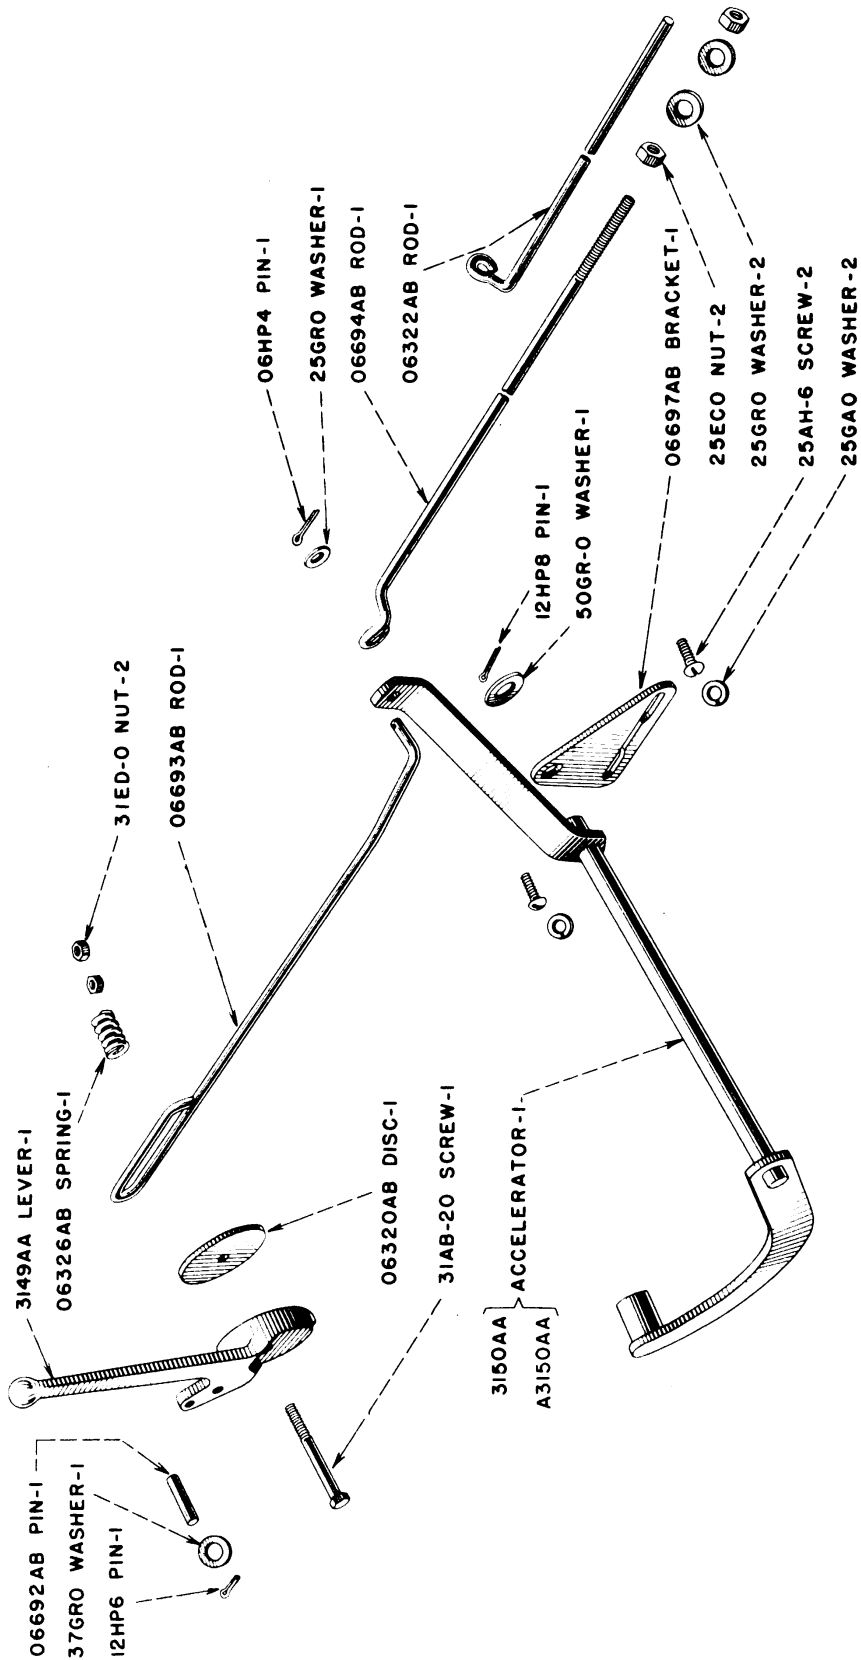 06692AB PIN-1
37GRO WASHER-1
12HP6 PIN-1
3149AA LEVER-1
06326AB SPRING-1
31ED-O NUT-2
06693AB ROD-1
06HP4 PIN-1
25GRO WASHER-1
06694AB ROD-1
06322AB ROD-1
06320AB DISC-1
31AB-20 SCREW-1
3150AA
A3150AA
ACCELERATOR-1
12HP8 PIN-1
50GR-O WASHER-1
06697AB BRACKET-1
25ECO NUT-2
25GRO WASHER-2
25AH-6 SCREW-2
25GAO WASHER-2